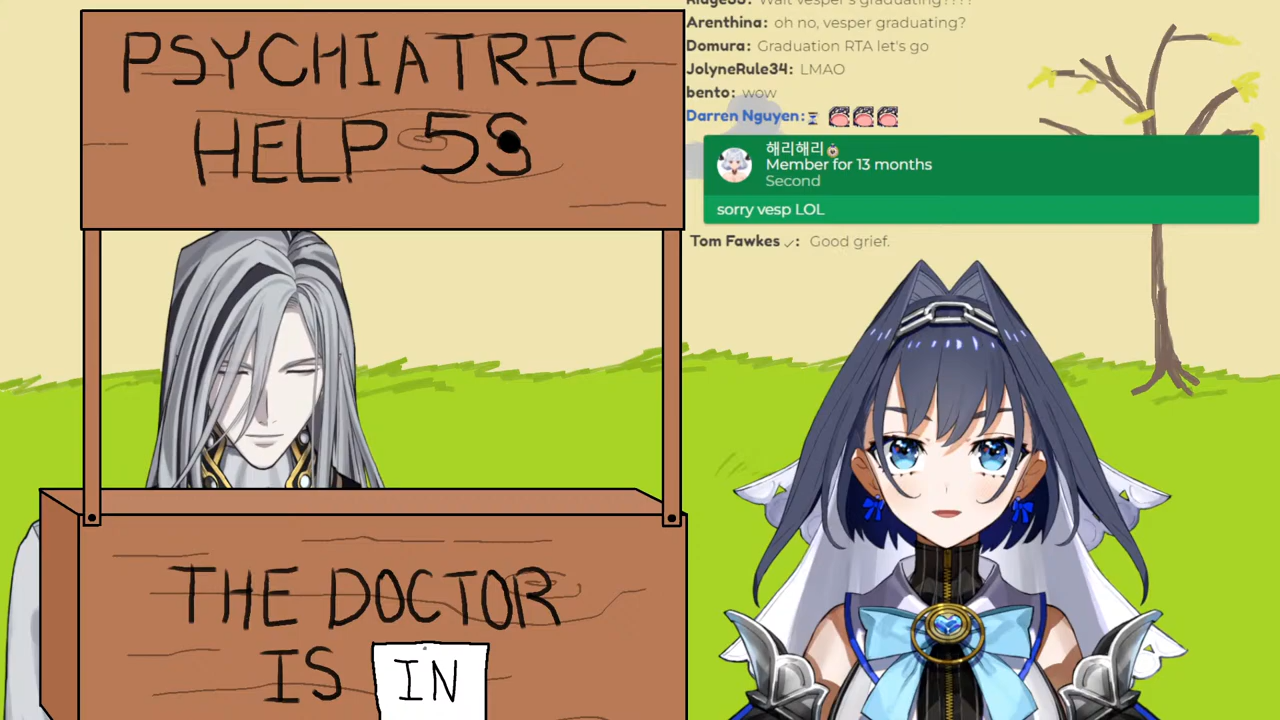 PSYCHIATRIC
HELP 5S
THE DOCTOR
IS IN
Arenthina: oh no, vesper graduating?
Domura: Graduation RTA let's go
JolyneRule34: LMAO
bento: wow
Darren Nguyen:
해리해리
Member for 13 months
Second
sorry vesp LOL
Tom Fawkes ✓: Good grief.